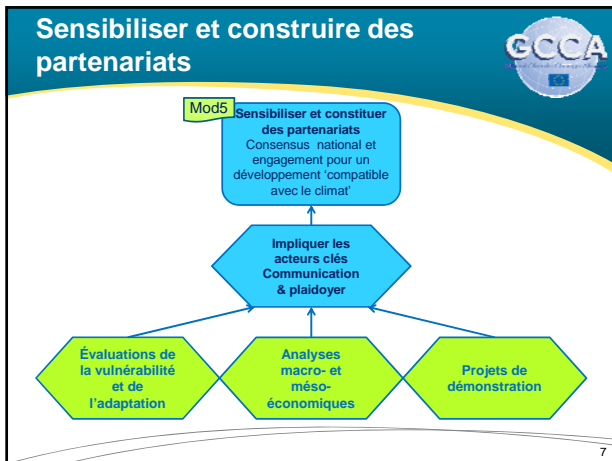 Sensibiliser et construire des
partenariats
GCCA
Mod5
Sensibiliser et constituer
des partenariats
Consensus national et
engagement pour un
développement ‘compatible
avec le climat’
Impliquer les
acteurs clés
Communication
& plaidoyer
Évaluations de
la vulnérabilité
et de
l’adaptation
Analyses
macro- et
méso-
économiques
Projets de
démonstration
7